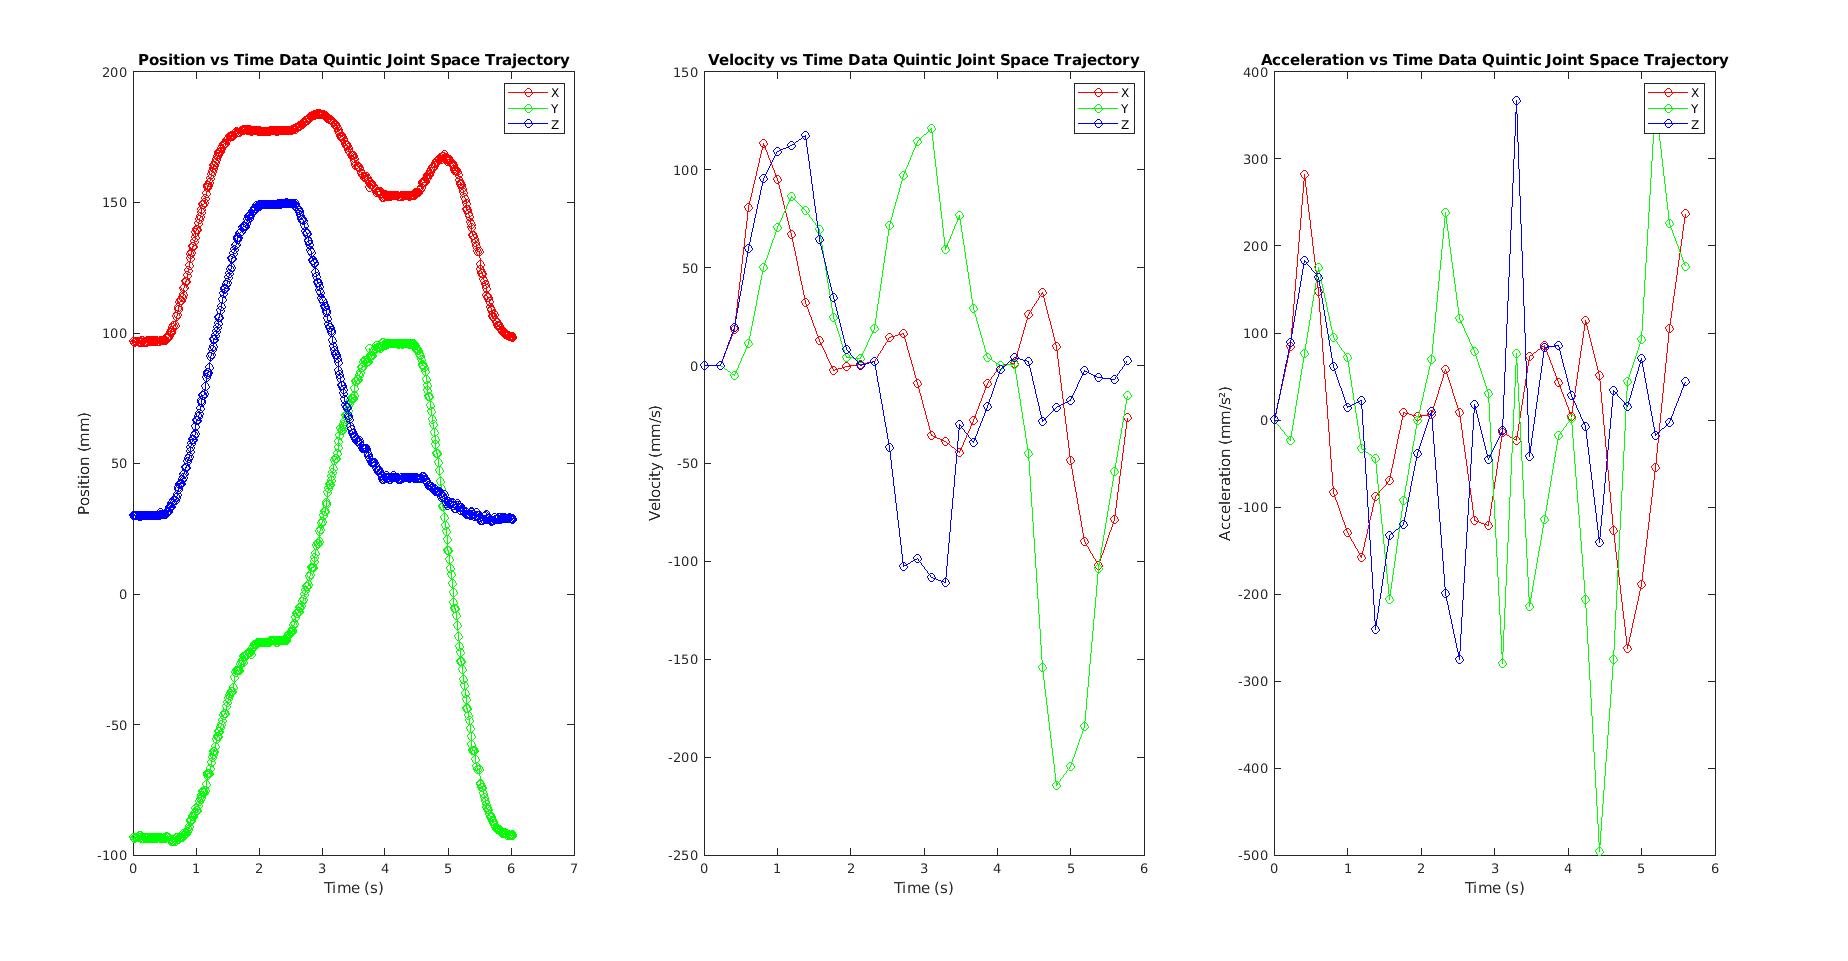 Position vs Time Data Quintic Joint Space Trajectory
200
150
100
50
0
-50
-100
0 1 2 3 4 5 6 7
Position (mm)
Time (s)
X
Y
Z
Velocity vs Time Data Quintic Joint Space Trajectory
150
100
50
0
-50
-100
-150
-200
-250
0 1 2 3 4 5 6
Velocity (mm/s)
Time (s)
X
Y
Z
Acceleration vs Time Data Quintic Joint Space Trajectory
400
300
200
100
0
-100
-200
-300
-400
-500
0 1 2 3 4 5 6
Acceleration (mm/s²)
Time (s)
X
Y
Z